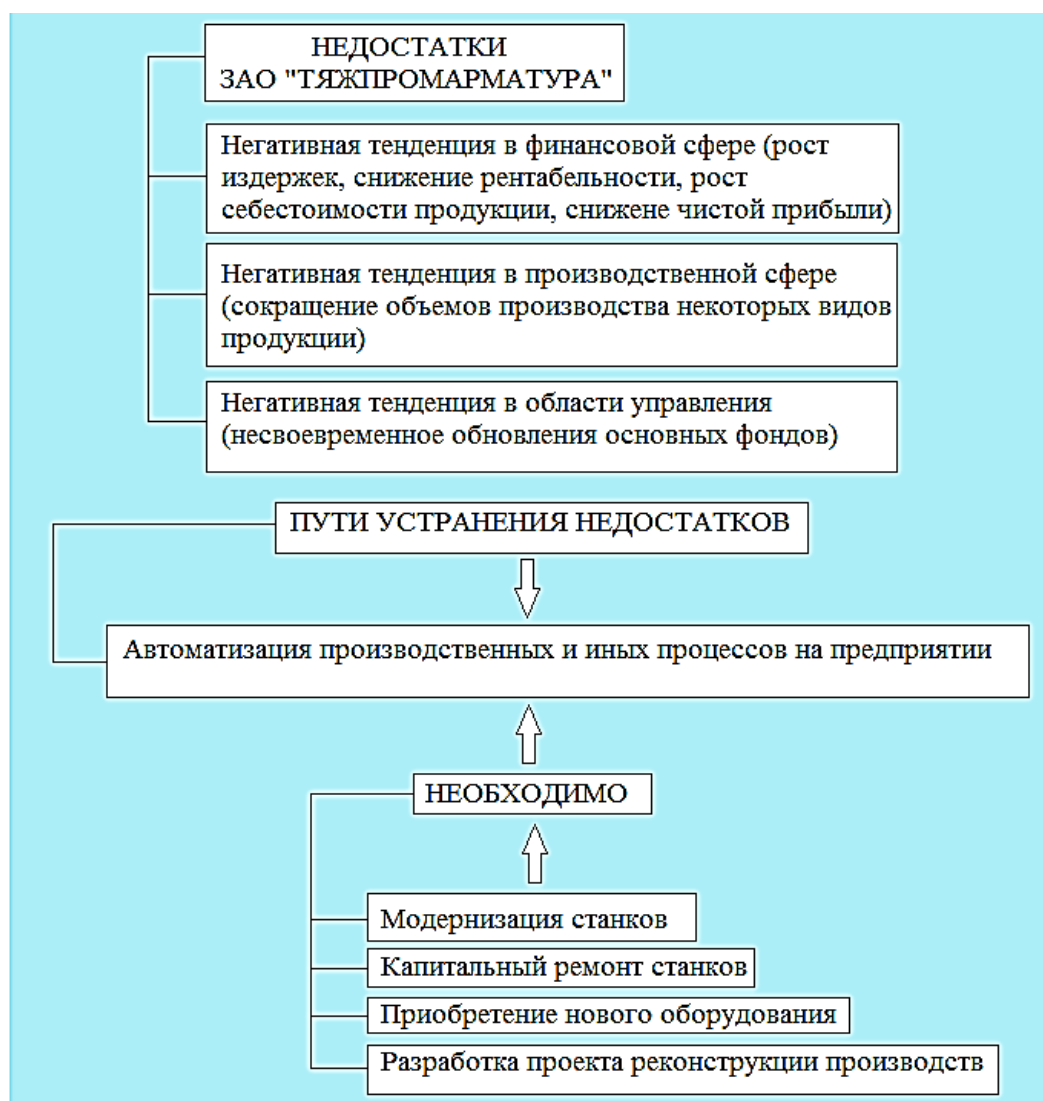 НЕДОСТАТКИ
ЗАО "ТЯЖПРОМАРМАТУРА"
Негативная тенденция в финансовой сфере (рост
издержек, снижение рентабельности, рост
себестоимости продукции, снижене чистой прибыли)
Негативная тенденция в производственной сфере
(сокращение объемов производства некоторых видов
продукции)
Негативная тенденция в области управления
(несвоевременное обновления основных фондов)
ПУТИ УСТРАНЕНИЯ НЕДОСТАТКОВ
Автоматизация производственных и иных процессов на предприятии
НЕОБХОДИМО
Модернизация станков
Капитальный ремонт станков
Приобретение нового оборудования
Разработка проекта реконструкции производств